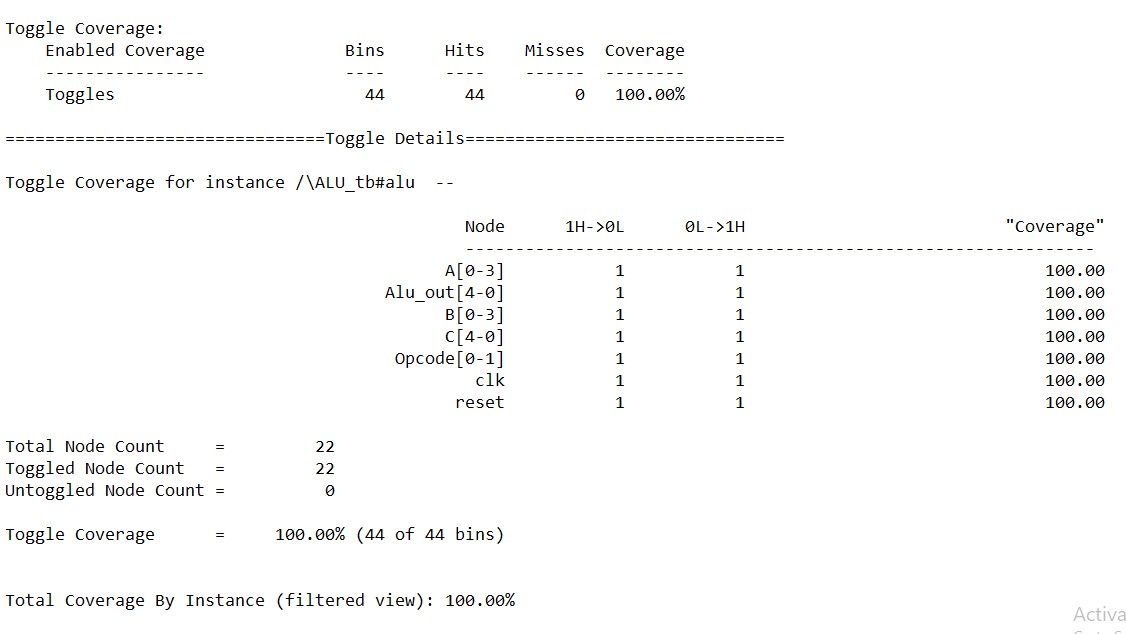 Toggle Coverage:
    Enabled Coverage              Bins      Hits    Misses  Coverage
    ----------------              ----      ----    ------  --------
    Toggles                         44        44         0   100.00%

================================Toggle Details================================

Toggle Coverage for instance /\ALU_tb#alu  --

                                              Node      1H->0L      0L->1H                          "Coverage"
                                              ---------------------------------------------------------------
                                            A[0-3]           1           1                              100.00
                                      Alu_out[4-0]           1           1                              100.00
                                            B[0-3]           1           1                              100.00
                                            C[4-0]           1           1                              100.00
                                       Opcode[0-1]           1           1                              100.00
                                               clk           1           1                              100.00
                                             reset           1           1                              100.00

Total Node Count     =         22
Toggled Node Count   =         22
Untoggled Node Count =          0

Toggle Coverage      =     100.00% (44 of 44 bins)


Total Coverage By Instance (filtered view): 100.00%
Activa